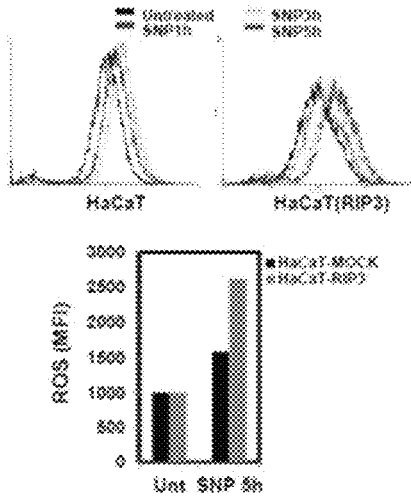 Untreated SNP3h
SNP1h SNP5h
HaCaT HaCaT(RIP3)
3000
2500
2000
1500
1000
500
0
ROS (MFI)
HaCaT-MOCK
HaCaT-RIP3
Unt SNP 5h